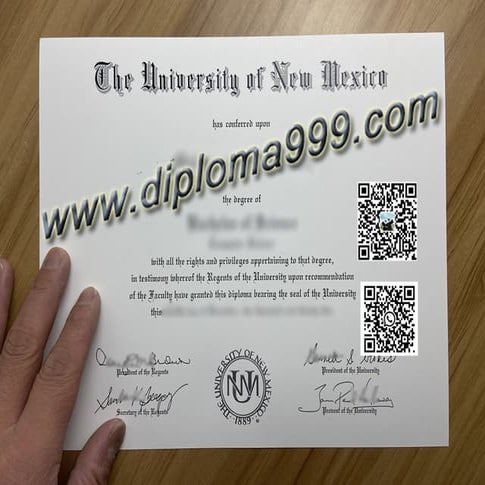 The University of New Mexico
has conferred upon
www.diploma999.com
the degree of
Bachelor of Science
with all the rights and privileges appertaining to that degree,
in testimony whereof the Regents of the University upon recommendation
of the Faculty have granted this diploma bearing the seal of the University
this
President of the Regents
President of the University
THE UNIVERSITY OF NEW MEXICO
UNM
1889
Secretary of the Regents
Provost of the University